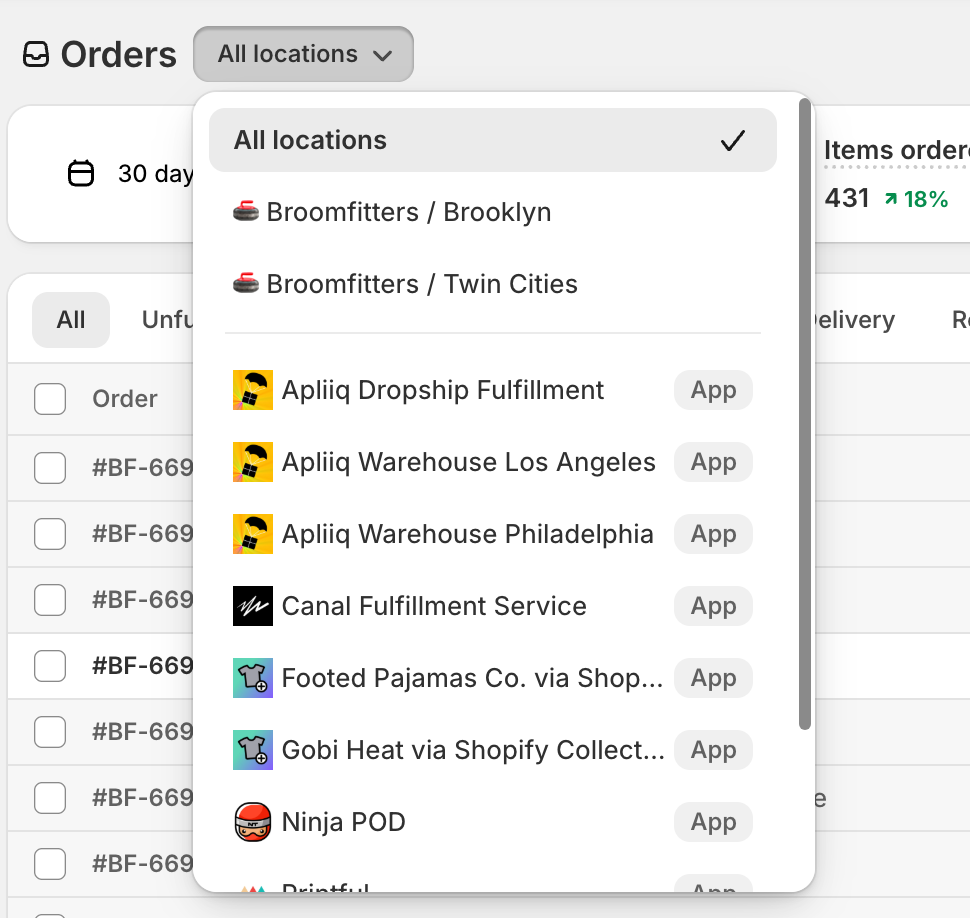 Orders
All locations
All locations
Broomfitters / Brooklyn
Broomfitters / Twin Cities
Apliiq Dropship Fulfillment App
Apliiq Warehouse Los Angeles App
Apliiq Warehouse Philadelphia App
Canal Fulfillment Service App
Footed Pajamas Co. via Shop... App
Gobi Heat via Shopify Collect... App
NT
Ninja POD App
Printful App
30 day
Items order
431 18%
All Unfu elivery R
Order
#BF-669
#BF-669
#BF-669
#BF-669
#BF-669
#BF-669
e
#BF-669